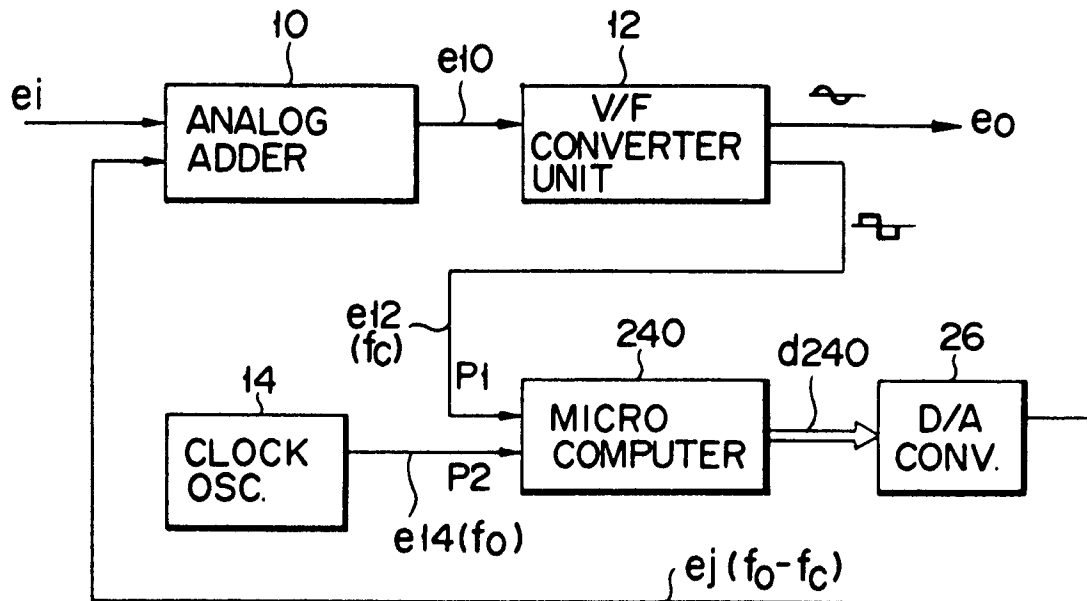 10
12
ei
e10
ANALOG
ADDER
V/F
CONVERTER
UNIT
eo
e12
(fc)
14
P1
240
d240
26
CLOCK
OSC.
MICRO
COMPUTER
D/A
CONV.
P2
e14(fo)
ej(fo-fc)